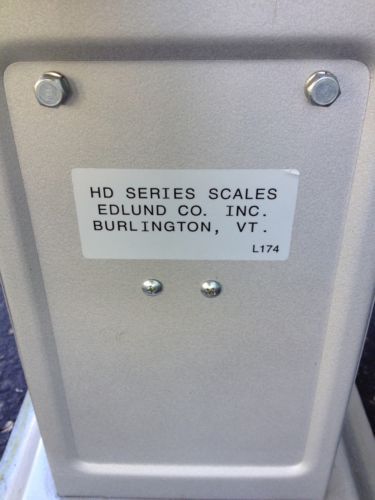 HD SERIES SCALES
EDLUND CO. INC.
BURLINGTON, VT.
L174